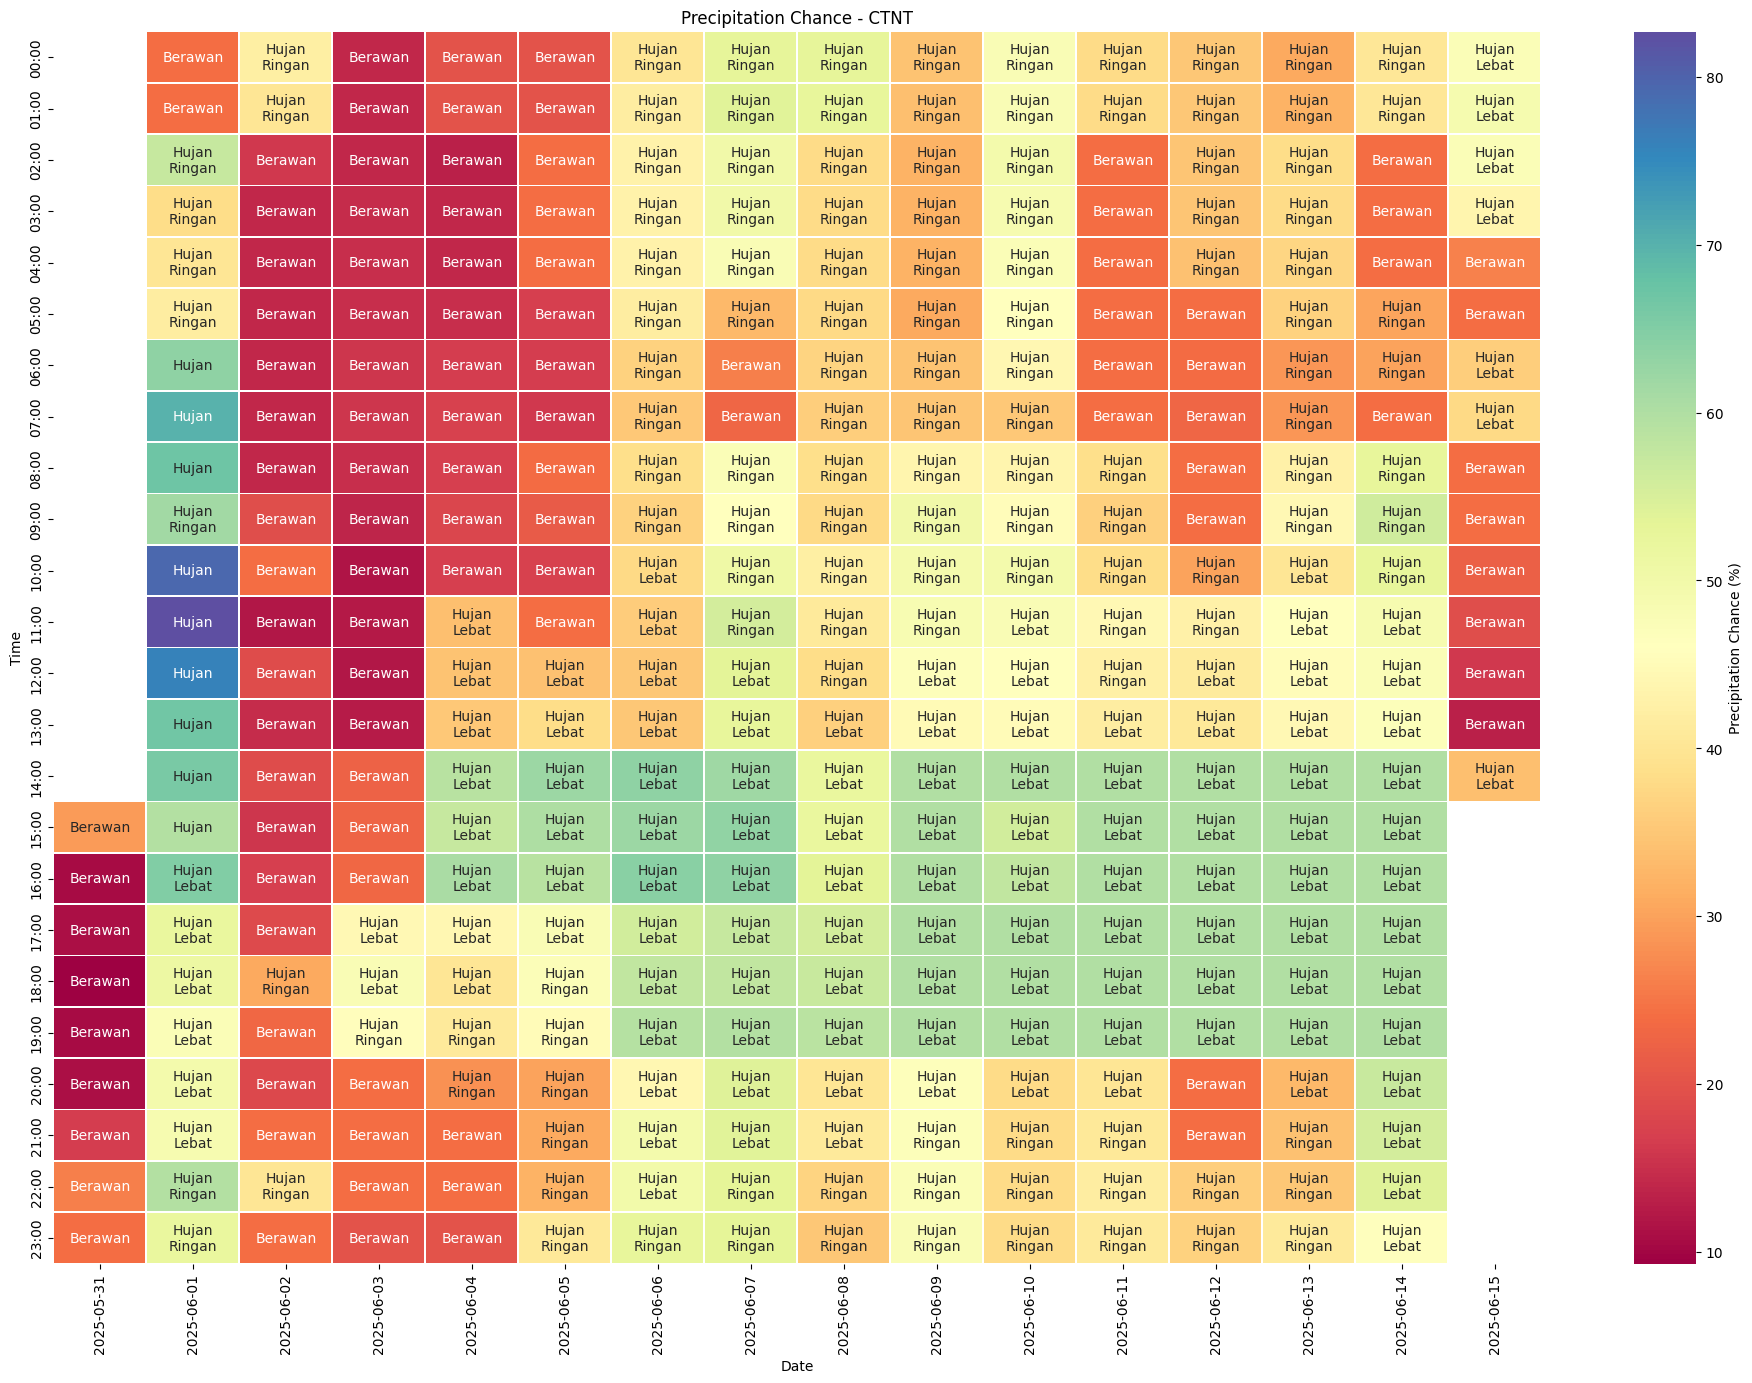 Precipitation Chance - CTNT
00:00 Berawan Hujan Ringan Berawan Berawan Berawan Hujan Ringan Hujan Ringan Hujan Ringan Hujan Ringan Hujan Ringan Hujan Ringan Hujan Ringan Hujan Ringan Hujan Ringan Hujan Lebat
01:00 Berawan Hujan Ringan Berawan Berawan Berawan Hujan Ringan Hujan Ringan Hujan Ringan Hujan Ringan Hujan Ringan Hujan Ringan Hujan Ringan Hujan Ringan Hujan Ringan Hujan Lebat
02:00 Hujan Ringan Berawan Berawan Berawan Berawan Hujan Ringan Hujan Ringan Hujan Ringan Hujan Ringan Hujan Ringan Berawan Hujan Ringan Hujan Ringan Berawan Hujan Lebat
03:00 Hujan Ringan Berawan Berawan Berawan Berawan Hujan Ringan Hujan Ringan Hujan Ringan Hujan Ringan Hujan Ringan Berawan Hujan Ringan Hujan Ringan Berawan Hujan Lebat
04:00 Hujan Ringan Berawan Berawan Berawan Berawan Hujan Ringan Hujan Ringan Hujan Ringan Hujan Ringan Hujan Ringan Berawan Hujan Ringan Hujan Ringan Berawan Berawan
05:00 Hujan Ringan Berawan Berawan Berawan Berawan Hujan Ringan Hujan Ringan Hujan Ringan Hujan Ringan Hujan Ringan Berawan Berawan Hujan Ringan Hujan Ringan Berawan
06:00 Hujan Berawan Berawan Berawan Berawan Hujan Ringan Berawan Hujan Ringan Hujan Ringan Hujan Ringan Berawan Berawan Hujan Ringan Hujan Ringan Hujan Lebat
07:00 Hujan Berawan Berawan Berawan Berawan Hujan Ringan Berawan Hujan Ringan Hujan Ringan Hujan Ringan Berawan Berawan Hujan Ringan Berawan Hujan Lebat
08:00 Hujan Berawan Berawan Berawan Berawan Hujan Ringan Hujan Ringan Hujan Ringan Hujan Ringan Hujan Ringan Hujan Ringan Berawan Hujan Ringan Hujan Ringan Berawan
09:00 Hujan Ringan Berawan Berawan Berawan Berawan Hujan Ringan Hujan Ringan Hujan Ringan Hujan Ringan Hujan Ringan Hujan Ringan Berawan Hujan Ringan Hujan Ringan Berawan
10:00 Hujan Berawan Berawan Berawan Berawan Hujan Lebat Hujan Ringan Hujan Ringan Hujan Ringan Hujan Ringan Hujan Ringan Hujan Ringan Hujan Lebat Hujan Ringan Berawan
11:00 Hujan Berawan Berawan Hujan Lebat Berawan Hujan Lebat Hujan Ringan Hujan Ringan Hujan Ringan Hujan Lebat Hujan Ringan Hujan Ringan Hujan Lebat Hujan Lebat Berawan
12:00 Hujan Berawan Berawan Hujan Lebat Hujan Lebat Hujan Lebat Hujan Lebat Hujan Ringan Hujan Lebat Hujan Lebat Hujan Ringan Hujan Lebat Hujan Lebat Hujan Lebat Berawan
13:00 Hujan Berawan Berawan Hujan Lebat Hujan Lebat Hujan Lebat Hujan Lebat Hujan Lebat Hujan Lebat Hujan Lebat Hujan Lebat Hujan Lebat Hujan Lebat Hujan Lebat Berawan
14:00 Hujan Berawan Berawan Hujan Lebat Hujan Lebat Hujan Lebat Hujan Lebat Hujan Lebat Hujan Lebat Hujan Lebat Hujan Lebat Hujan Lebat Hujan Lebat Hujan Lebat Hujan Lebat
15:00 Berawan Hujan Berawan Berawan Hujan Lebat Hujan Lebat Hujan Lebat Hujan Lebat Hujan Lebat Hujan Lebat Hujan Lebat Hujan Lebat Hujan Lebat Hujan Lebat Hujan Lebat
16:00 Berawan Hujan Lebat Berawan Berawan Hujan Lebat Hujan Lebat Hujan Lebat Hujan Lebat Hujan Lebat Hujan Lebat Hujan Lebat Hujan Lebat Hujan Lebat Hujan Lebat Hujan Lebat
17:00 Berawan Hujan Lebat Berawan Hujan Lebat Hujan Lebat Hujan Lebat Hujan Lebat Hujan Lebat Hujan Lebat Hujan Lebat Hujan Lebat Hujan Lebat Hujan Lebat Hujan Lebat Hujan Lebat
18:00 Berawan Hujan Lebat Hujan Ringan Hujan Lebat Hujan Lebat Hujan Ringan Hujan Lebat Hujan Lebat Hujan Lebat Hujan Lebat Hujan Lebat Hujan Lebat Hujan Lebat Hujan Lebat Hujan Lebat
19:00 Berawan Hujan Lebat Berawan Hujan Ringan Hujan Ringan Hujan Ringan Hujan Lebat Hujan Lebat Hujan Lebat Hujan Lebat Hujan Lebat Hujan Lebat Hujan Lebat Hujan Lebat Hujan Lebat
20:00 Berawan Hujan Lebat Berawan Berawan Hujan Ringan Hujan Ringan Hujan Lebat Hujan Lebat Hujan Lebat Hujan Lebat Hujan Lebat Hujan Lebat Berawan Hujan Lebat Hujan Lebat
21:00 Berawan Hujan Lebat Berawan Berawan Berawan Hujan Ringan Hujan Lebat Hujan Lebat Hujan Lebat Hujan Ringan Hujan Ringan Hujan Ringan Berawan Hujan Ringan Hujan Lebat
22:00 Berawan Hujan Ringan Hujan Ringan Berawan Berawan Hujan Ringan Hujan Lebat Hujan Ringan Hujan Ringan Hujan Ringan Hujan Ringan Hujan Ringan Hujan Ringan Hujan Ringan Hujan Lebat
23:00 Berawan Hujan Ringan Berawan Berawan Berawan Hujan Ringan Hujan Ringan Hujan Ringan Hujan Ringan Hujan Ringan Hujan Ringan Hujan Ringan Hujan Ringan Hujan Ringan Hujan Lebat
Time
2025-05-31 2025-06-01 2025-06-02 2025-06-03 2025-06-04 2025-06-05 2025-06-06 2025-06-07 2025-06-08 2025-06-09 2025-06-10 2025-06-11 2025-06-12 2025-06-13 2025-06-14 2025-06-15
Date
80
70
60
50
40
30
20
10
Precipitation Chance (%)